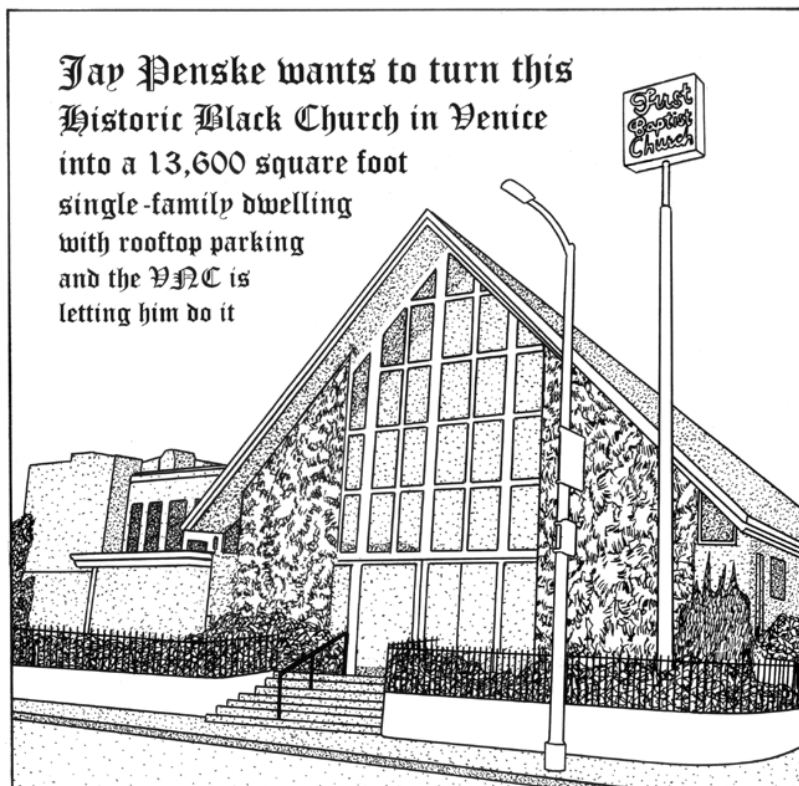 Jay Penske wants to turn this
Historic Black Church in Venice
into a 13,600 square foot
single-family dwelling
with rooftop parking
and the VNC is
letting him do it
First
Baptist
Church